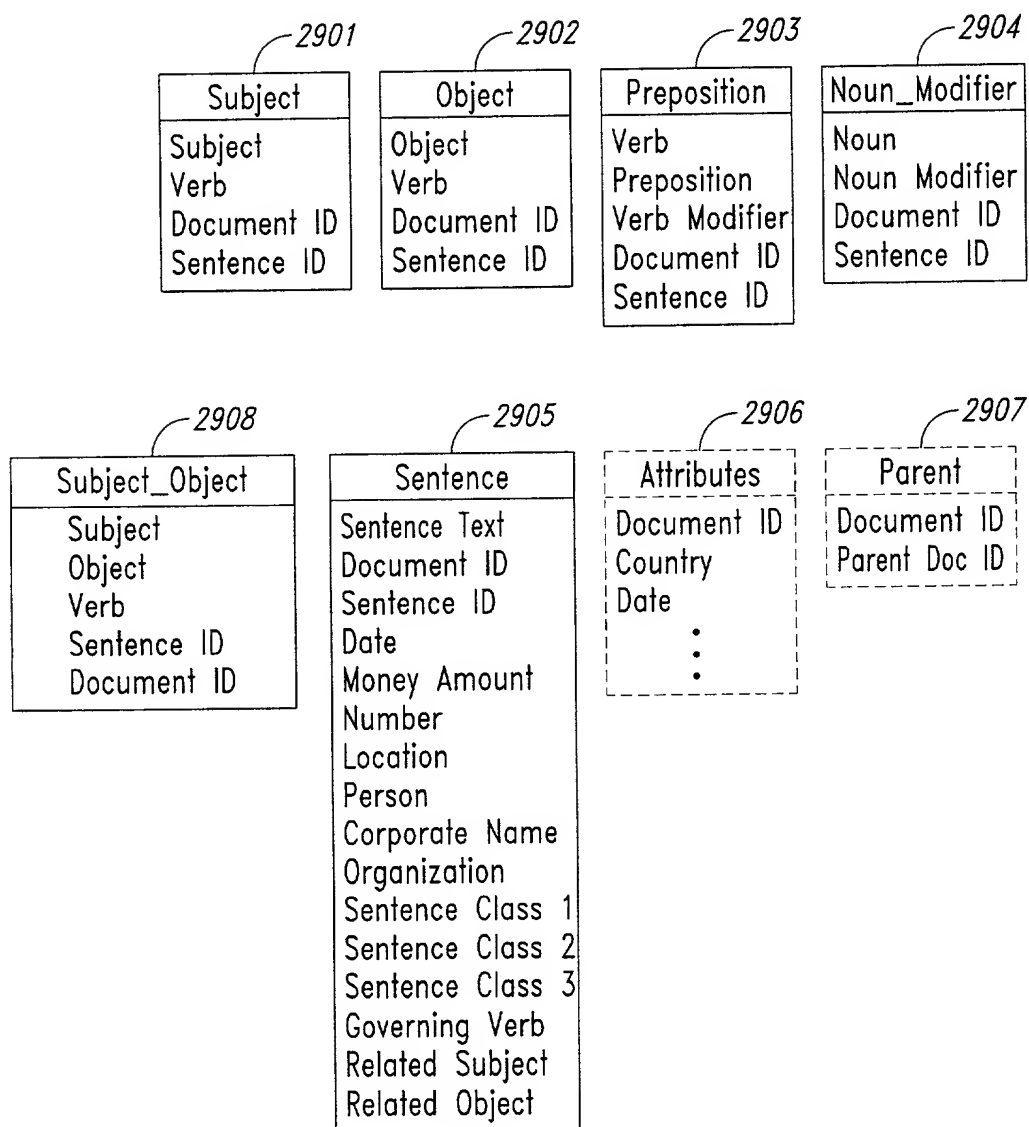 2901
Subject
Subject
Verb
Document ID
Sentence ID
2902
Object
Object
Verb
Document ID
Sentence ID
2903
Preposition
Verb
Preposition
Verb Modifier
Document ID
Sentence ID
2904
Noun_Modifier
Noun
Noun Modifier
Document ID
Sentence ID
2908
Subject_Object
Subject
Object
Verb
Sentence ID
Document ID
2905
Sentence
Sentence Text
Document ID
Sentence ID
Date
Money Amount
Number
Location
Person
Corporate Name
Organization
Sentence Class 1
Sentence Class 2
Sentence Class 3
Governing Verb
Related Subject
Related Object
2906
Attributes
Document ID
Country
Date
2907
Parent
Document ID
Parent Doc ID